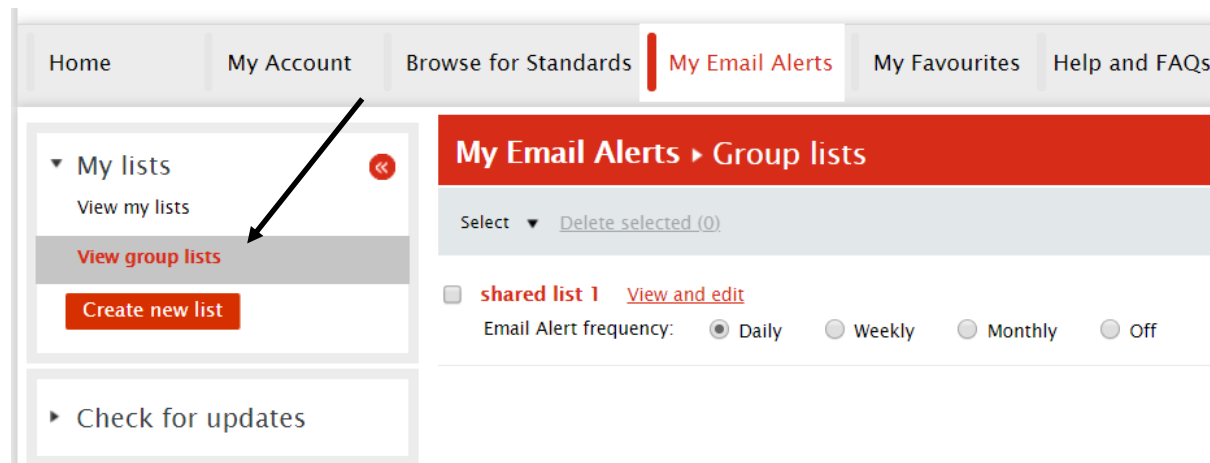 Home My Account Browse for Standards My Email Alerts My Favourites Help and FAQs
My lists
View my lists
View group lists
Create new list
Check for updates
My Email Alerts ▸ Group lists
Select ▼ Delete selected (0)
shared list 1 View and edit
Email Alert frequency: Daily Weekly Monthly Off